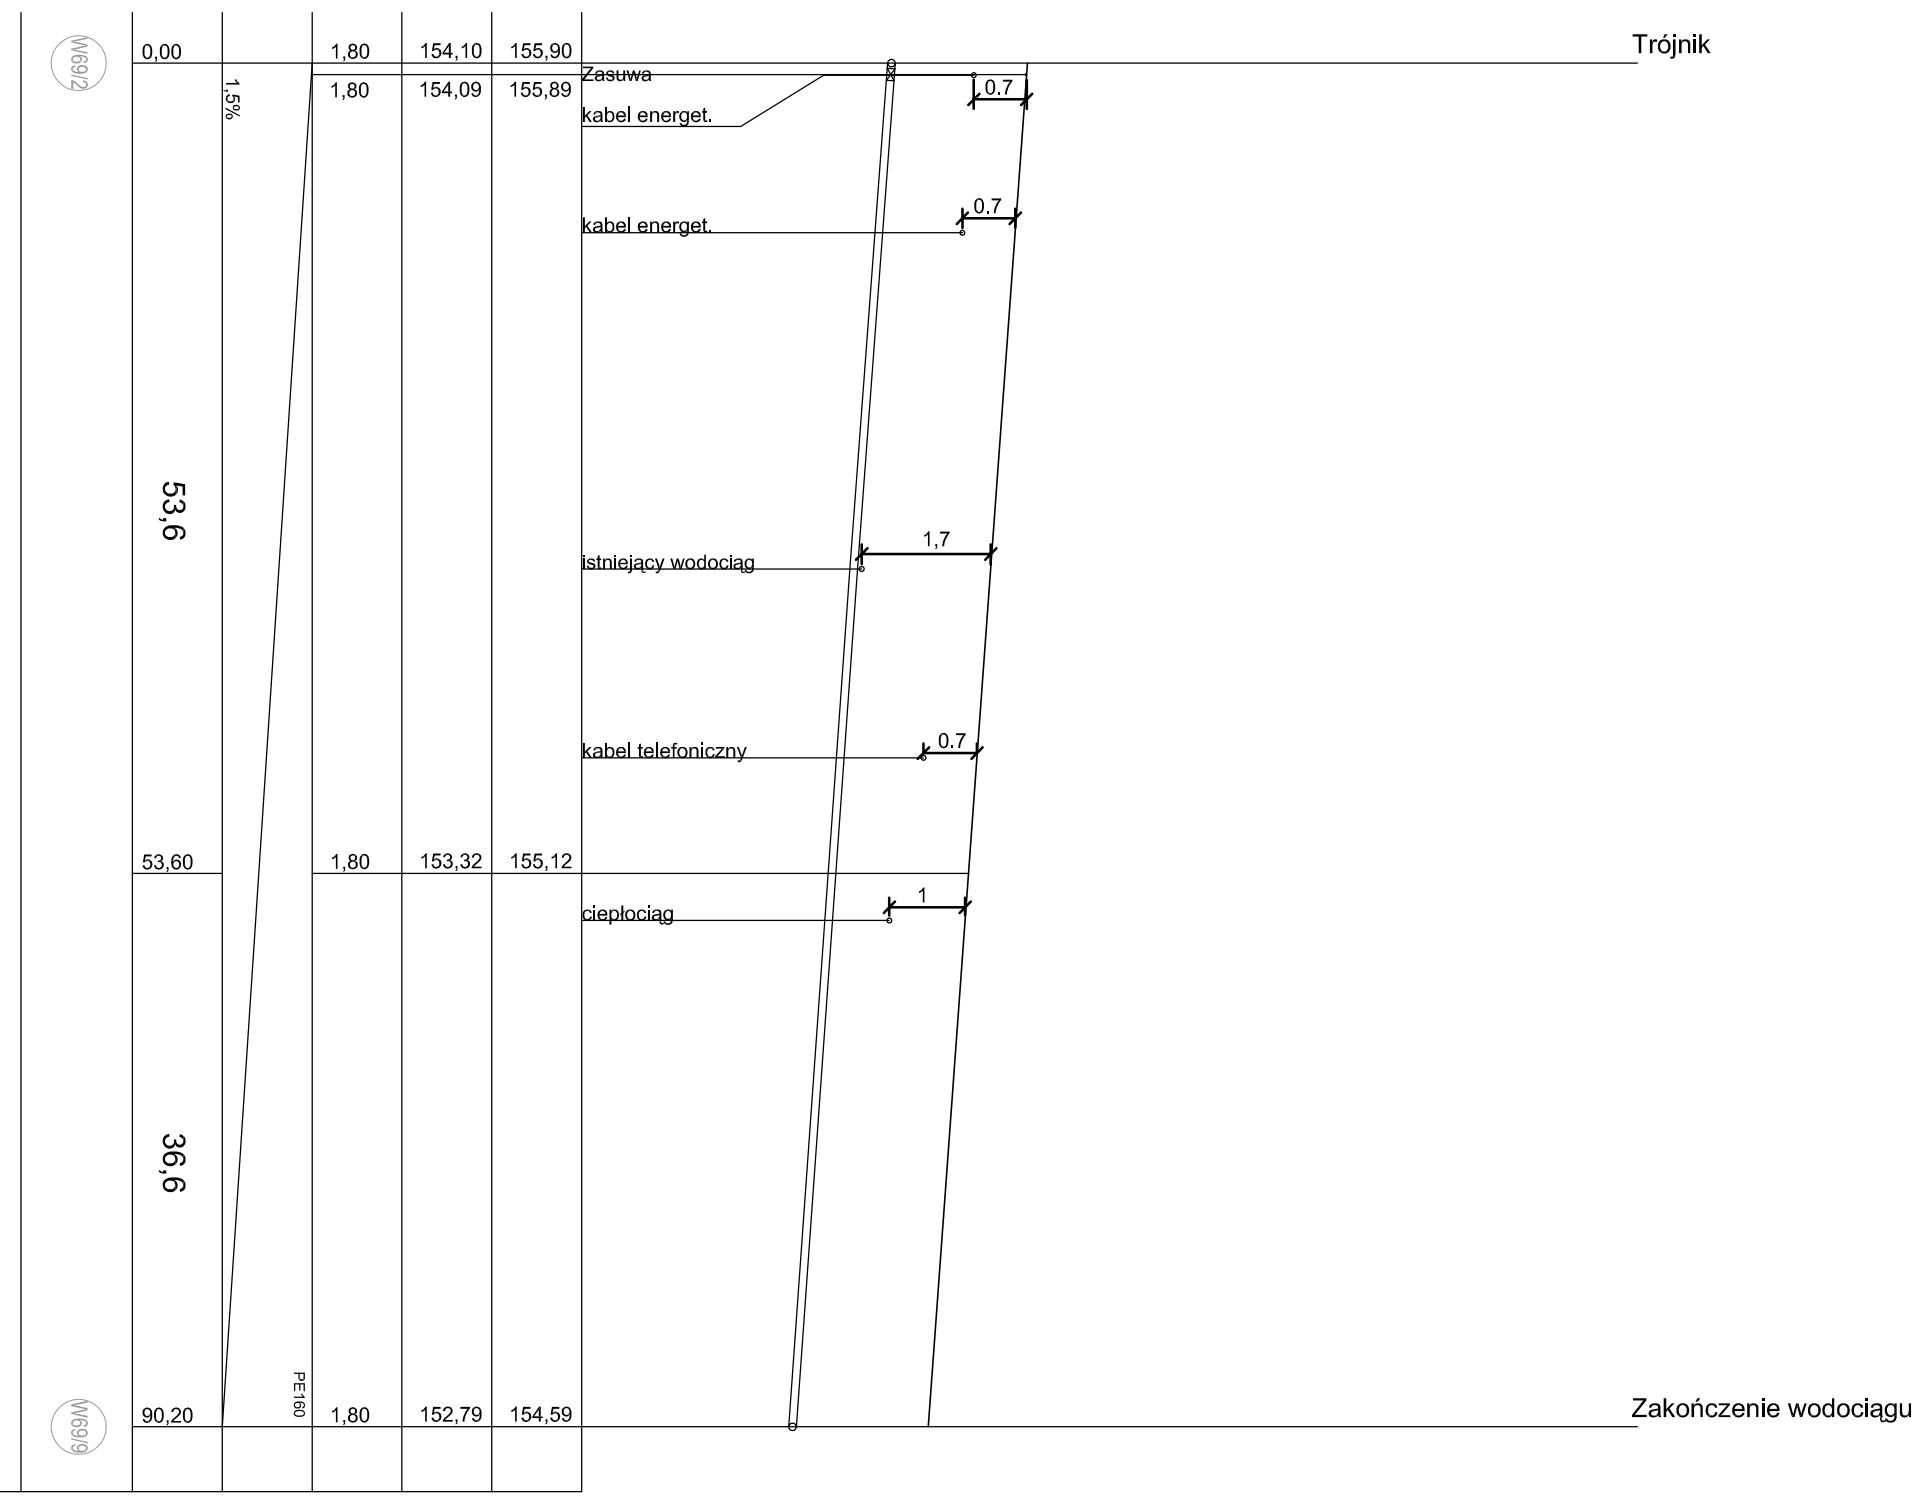 Trójnik
W69/2
0,00
1,80
154,10
155,90
Zasuwa
1,5%
1,80
154,09
155,89
0.7
kabel energet.
0.7
kabel energet.
53,6
1,7
istniejący wodociąg
0.7
kabel telefoniczny
53,60
1,80
153,32
155,12
1
ciepłociąg
36,6
PE160
W69/9
90,20
1,80
152,79
154,59
Zakończenie wodociągu